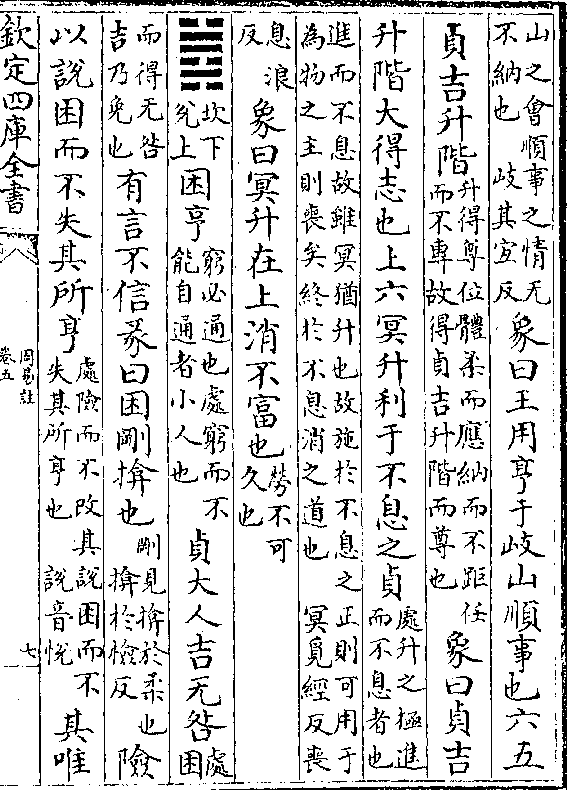 山之會順事之情无
不納也 岐其宜反
象曰王用亨于岐山順事也六五
貞吉升階
升得尊位體柔而應納而不距任
而不專故得貞吉升階而尊也
象曰貞吉
升階大得志也上六冥升利于不息之貞
處升之極進
而不息者也
進而不息故雖冥猶升也故施於不息之正則可用于
為物之主則喪矣終於不息消之道也 冥覓經反喪
息浪
反
象曰冥升在上消不富也
勞不可
久也
䷮
坎下
兌上
困亨
窮必通也處窮而不
能自通者小人也
貞大人吉无咎
處
困
而得无咎
吉乃免也
有言不信彖曰困剛揜也
剛見揜於柔也
揜於檢反
險
以說困而不失其所亨
處險而不改其說困而不
失其所亨也 說音悅
其唯
欽定四庫全書
周易註
卷五
七